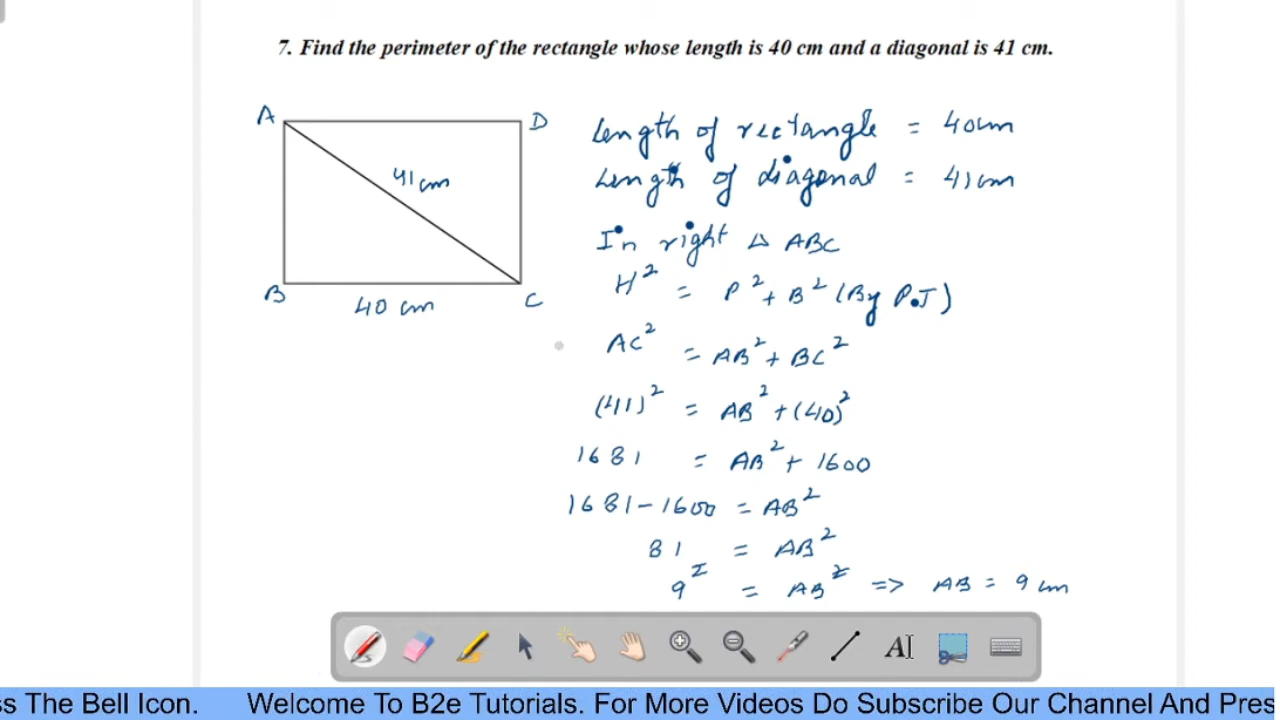 7. Find the perimeter of the rectangle whose length is 40 cm and a diagonal is 41 cm.
A
D
41 cm
B
40 cm
C
Length of rectangle = 40cm
Length of diagonal = 41cm
In right △ ABC
H² = P² + B² (By P.T)
AC² = AB² + BC²
(41)² = AB² + (40)²
1681 = AB² + 1600
1681 - 1600 = AB²
81 = AB²
9² = AB² => AB = 9 cm
AI
ss The Bell Icon. Welcome To B2e Tutorials. For More Videos Do Subscribe Our Channel And Pres